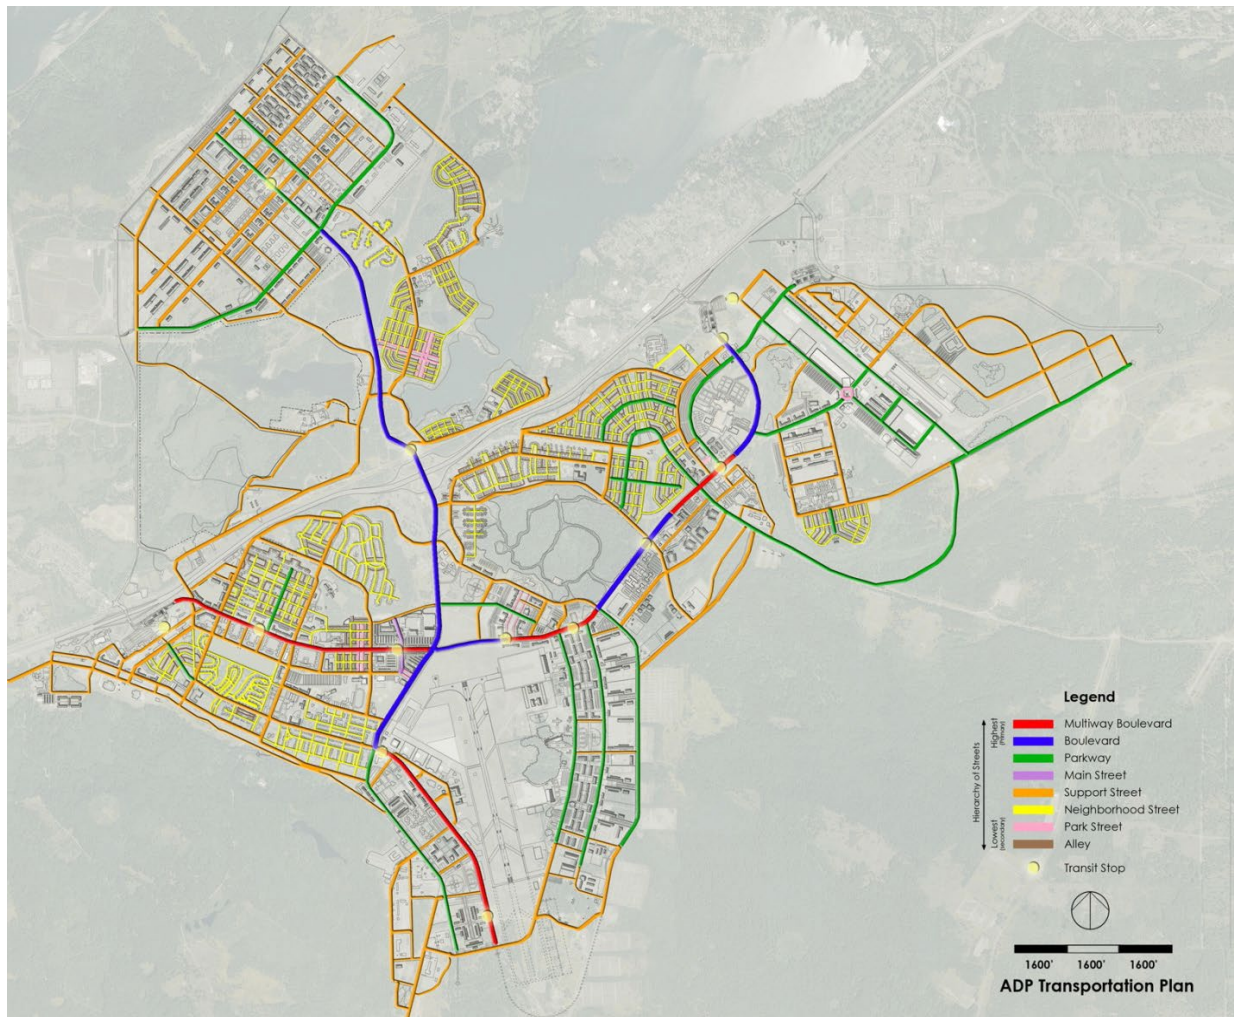 Legend
Hierarchy of Streets
Highest
(Primary)
Lowest
(secondary)
Multiway Boulevard
Boulevard
Parkway
Main Street
Support Street
Neighborhood Street
Park Street
Alley
Transit Stop
1600' 1600' 1600'
ADP Transportation Plan